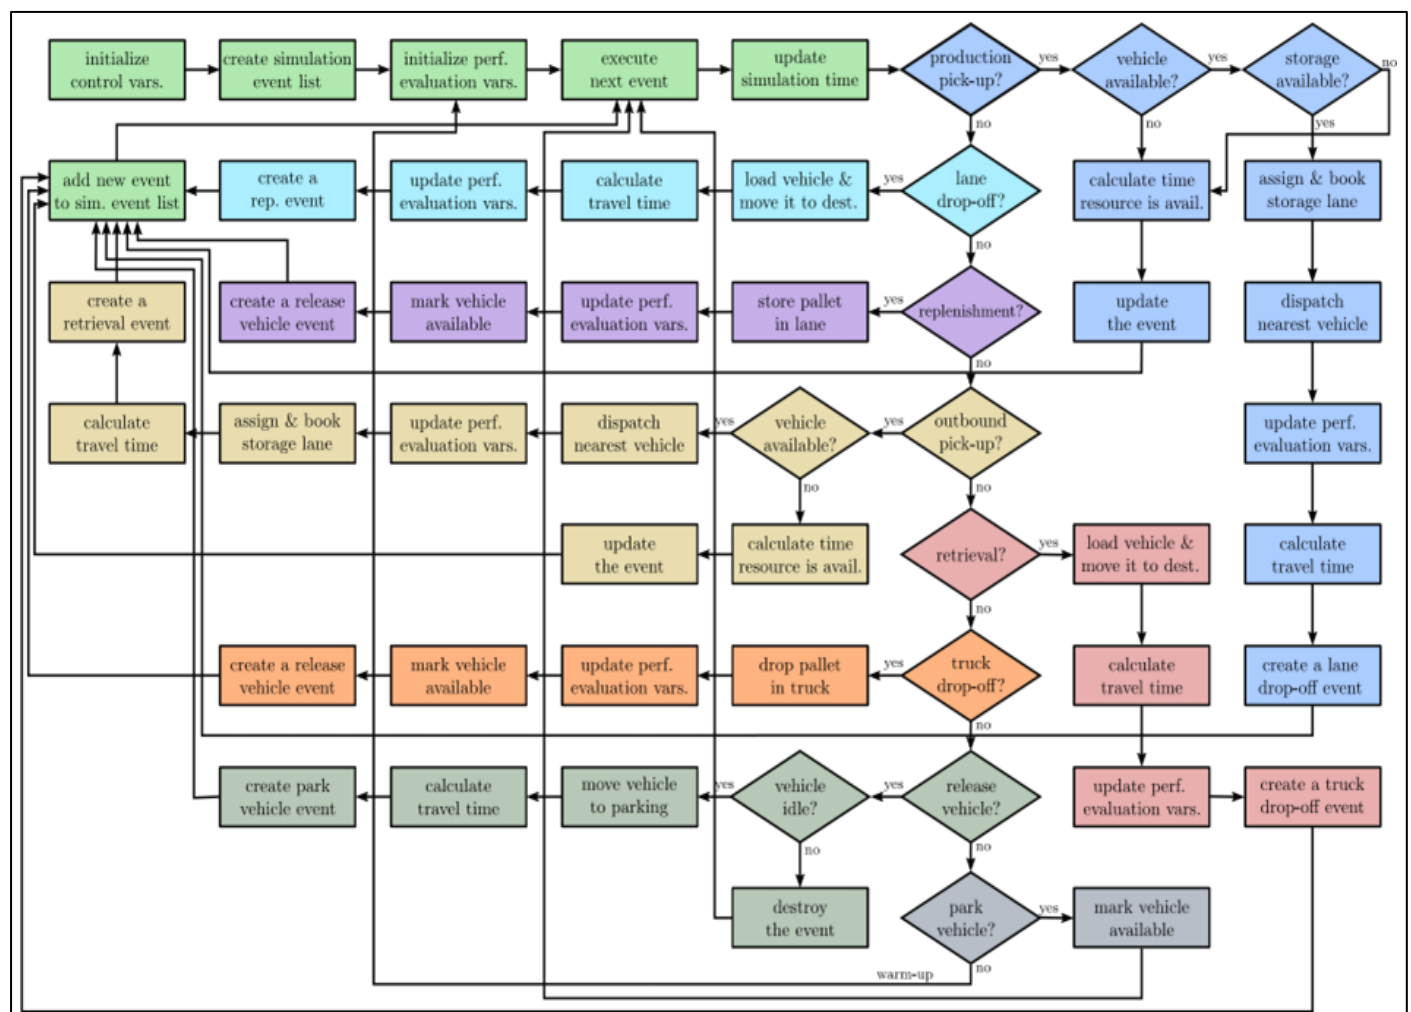 initialize
control vars.
create simulation
event list
initialize perf.
evaluation vars.
execute
next event
update
simulation time
production
pick-up?
yes
vehicle
available?
yes
storage
available?
no
no
no
yes
add new event
to sim. event list
create a
rep. event
update perf.
evaluation vars.
calculate
travel time
load vehicle &
move it to dest.
yes
lane
drop-off?
calculate time
resource is avail.
assign & book
storage lane
no
create a
retrieval event
create a release
vehicle event
mark vehicle
available
update perf.
evaluation vars.
store pallet
in lane
yes
replenishment?
update
the event
dispatch
nearest vehicle
no
calculate
travel time
assign & book
storage lane
update perf.
evaluation vars.
dispatch
nearest vehicle
yes
vehicle
available?
yes
outbound
pick-up?
update perf.
evaluation vars.
no
no
update
the event
calculate time
resource is avail.
retrieval?
yes
load vehicle &
move it to dest.
calculate
travel time
no
create a release
vehicle event
mark vehicle
available
update perf.
evaluation vars.
drop pallet
in truck
yes
truck
drop-off?
calculate
travel time
create a lane
drop-off event
no
create park
vehicle event
calculate
travel time
move vehicle
to parking
yes
vehicle
idle?
yes
release
vehicle?
update perf.
evaluation vars.
create a truck
drop-off event
no
no
destroy
the event
park
vehicle?
yes
mark vehicle
available
warm-up
no